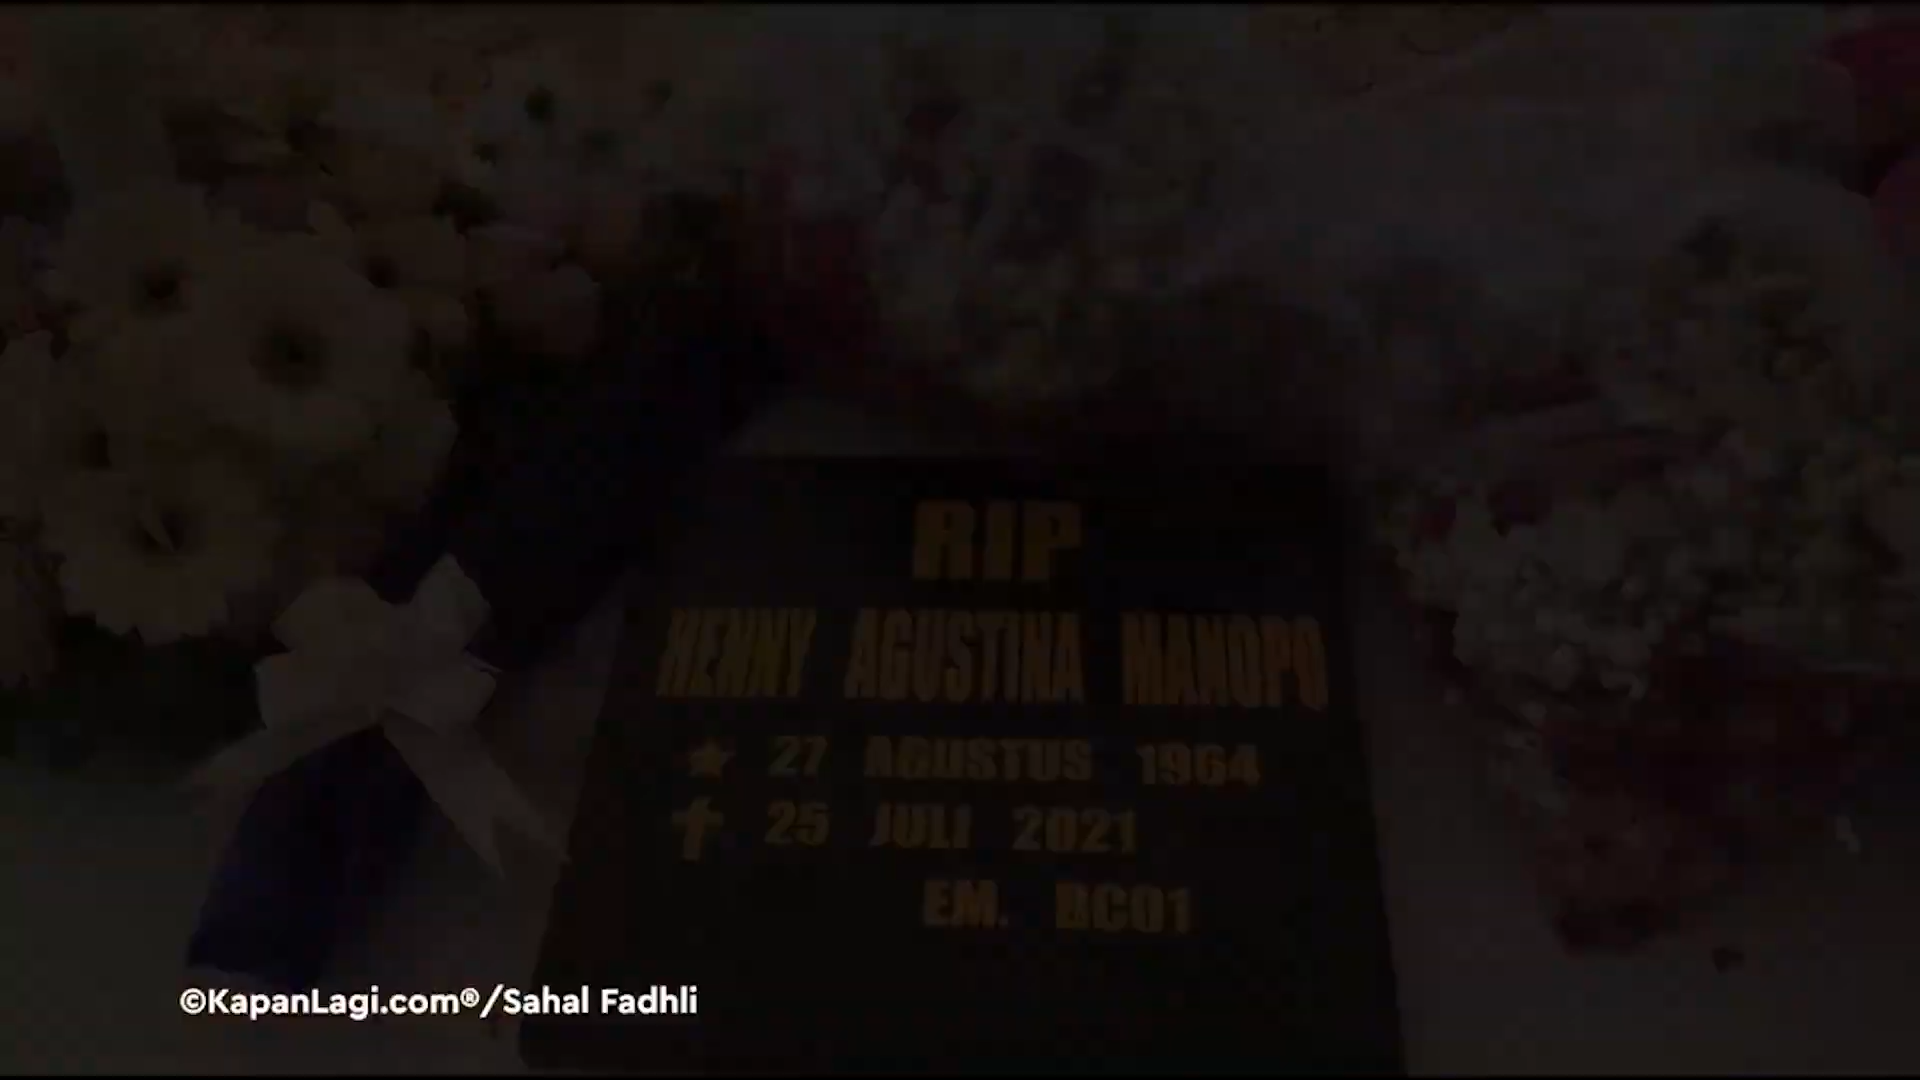 RIP
HENNY AGUSTINA MANOPO
27 AGUSTUS 1964
25 JULI 2021
EM. BC01
©KapanLagi.com®/Sahal Fadhli